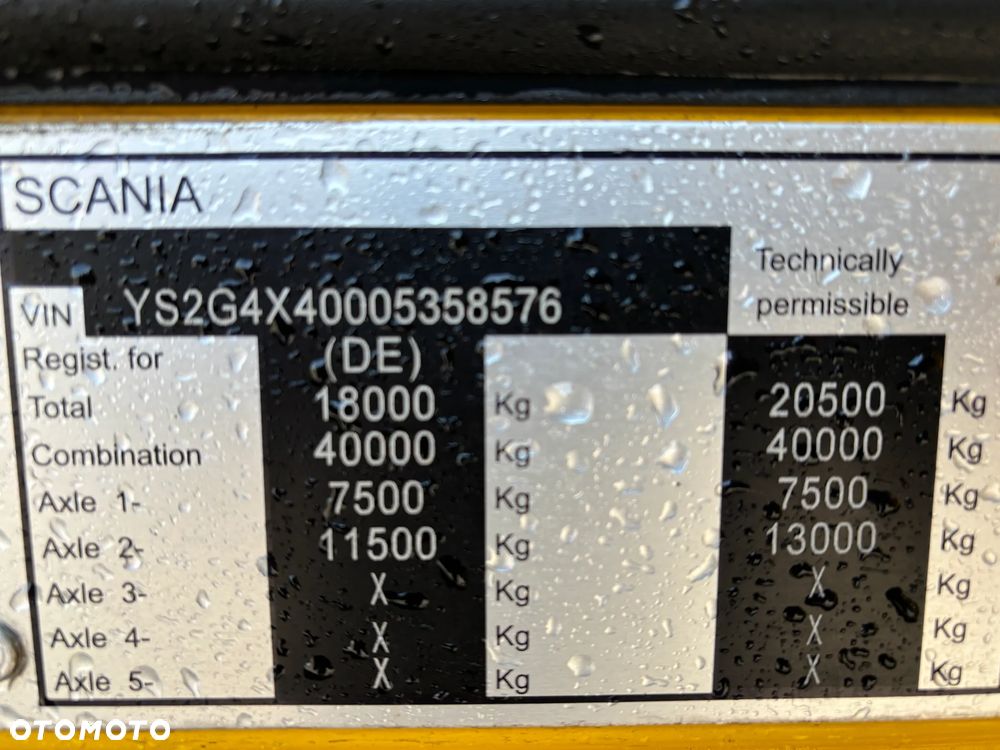 SCANIA
Technically
permissible
VIN YS2G4X40005358576
Regist. for (DE)
Total 18000 Kg 20500 Kg
Combination 40000 Kg 40000 Kg
Axle 1- 7500 Kg 7500 Kg
Axle 2- 11500 Kg 13000 Kg
Axle 3- X Kg X Kg
Axle 4- X Kg X Kg
Axle 5- X Kg X Kg
OTOMOTO